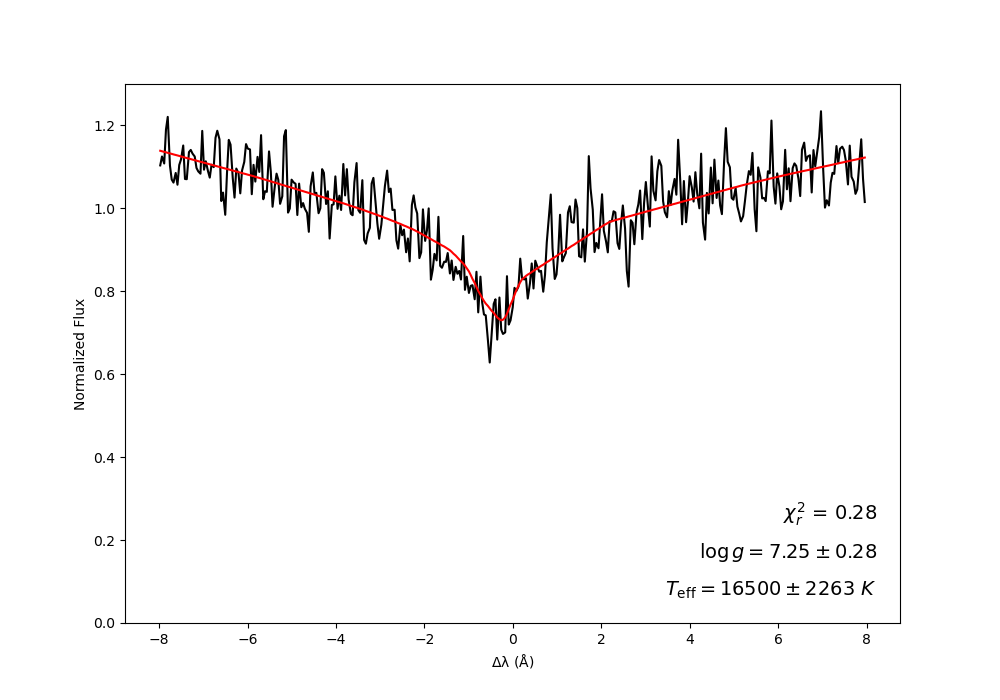 1.2
1.0
0.8
0.6
0.4
0.2
0.0
Normalized Flux
χ²ᵣ = 0.28
log g = 7.25 ± 0.28
T_eff = 16500 ± 2263 K
−8 −6 −4 −2 0 2 4 6 8
Δλ (Å)